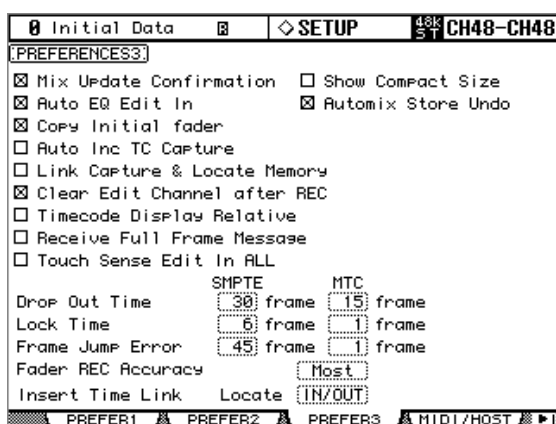 0 Initial Data R ◇SETUP 48K ST CH48-CH48
PREFERENCES3
☒ Mix Update Confirmation ☐ Show Compact Size
☒ Auto EQ Edit In ☒ Automix Store Undo
☒ Copy Initial fader
☐ Auto Inc TC Capture
☐ Link Capture & Locate Memory
☒ Clear Edit Channel after REC
☐ Timecode Display Relative
☐ Receive Full Frame Message
☐ Touch Sense Edit In ALL
SMPTE MTC
Drop Out Time 30 frame 15 frame
Lock Time 6 frame 1 frame
Frame Jump Error 45 frame 1 frame
Fader REC Accuracy Most
Insert Time Link Locate IN/OUT
PREFER1 PREFER2 PREFER3 MIDI/HOST